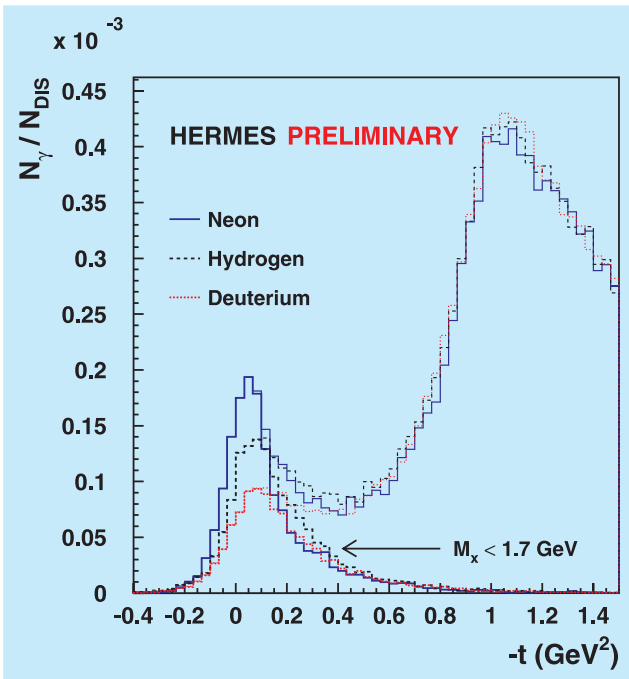 x 10 -3
Nγ / NDIS
0.45
0.4
0.35
0.3
0.25
0.2
0.15
0.1
0.05
0
HERMES PRELIMINARY
Neon
Hydrogen
Deuterium
Mx < 1.7 GeV
-0.4 -0.2 0 0.2 0.4 0.6 0.8 1 1.2 1.4
-t (GeV²)